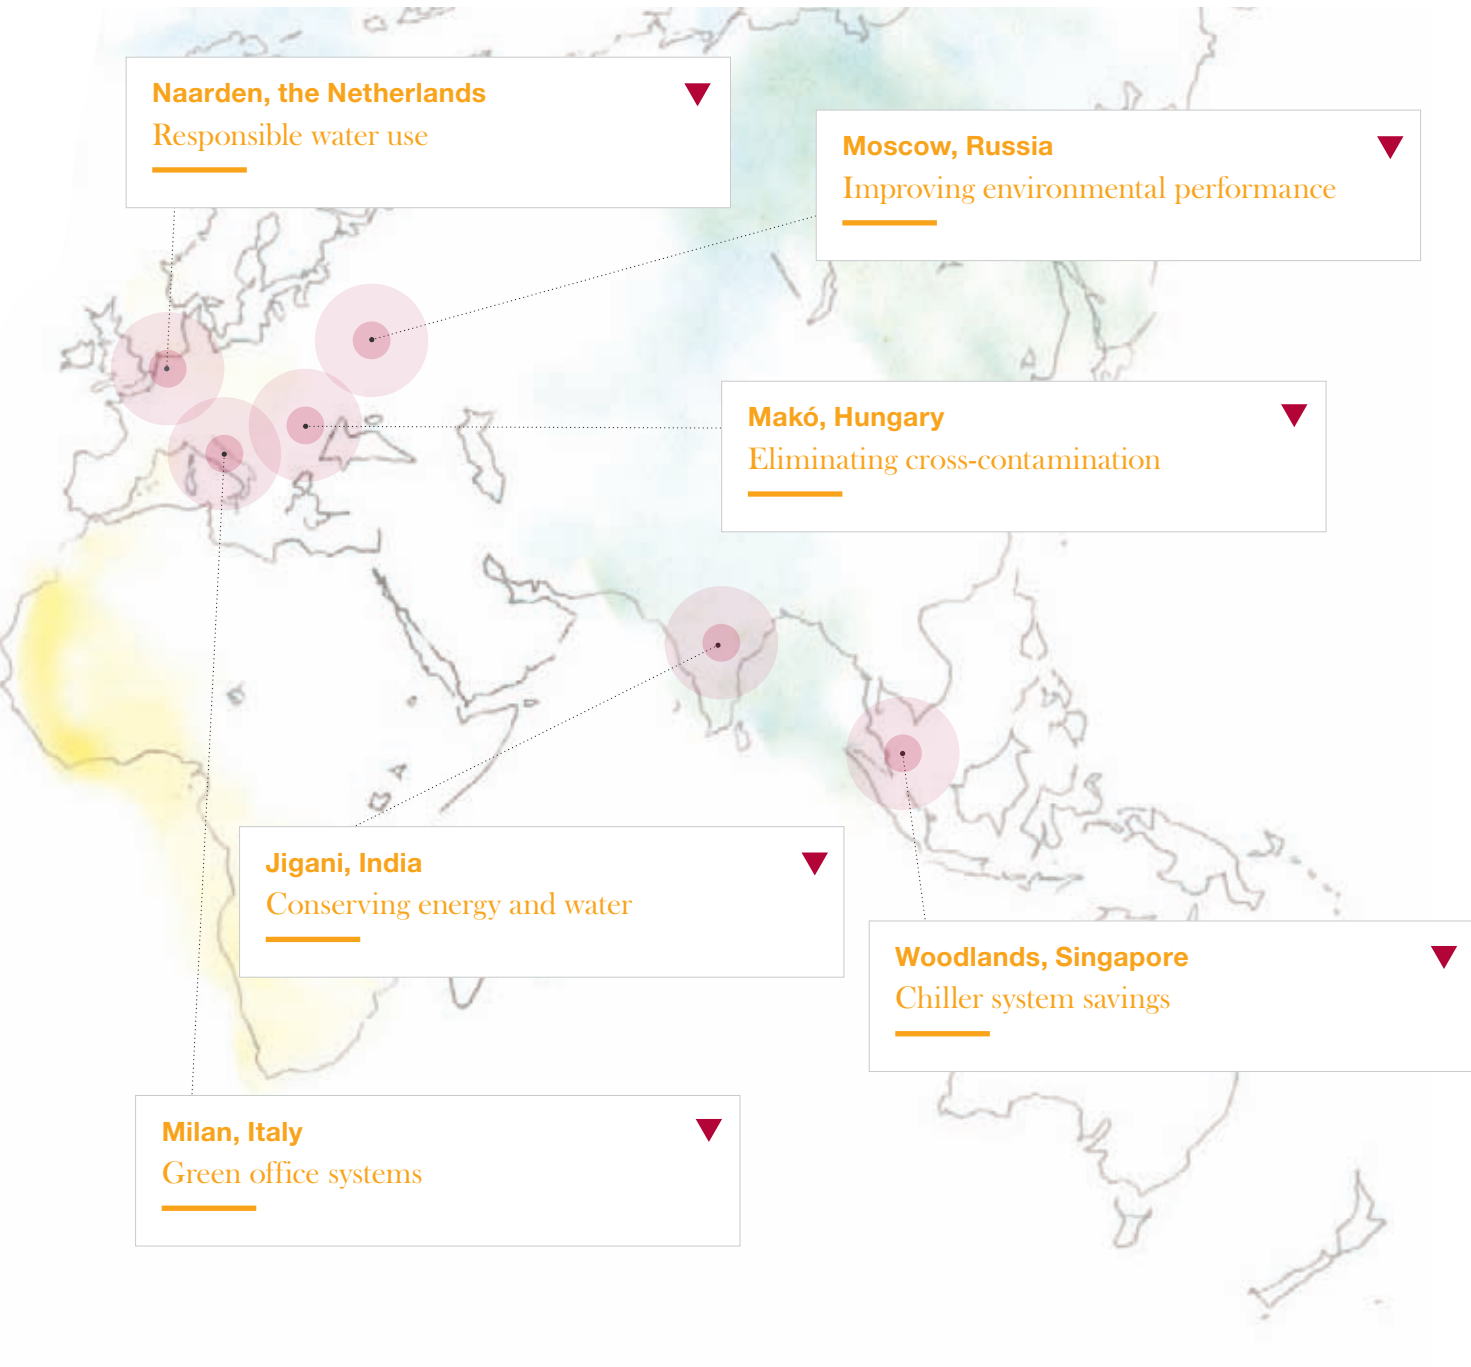 Naarden, the Netherlands
Responsible water use
Moscow, Russia
Improving environmental performance
Makó, Hungary
Eliminating cross-contamination
Jigani, India
Conserving energy and water
Woodlands, Singapore
Chiller system savings
Milan, Italy
Green office systems